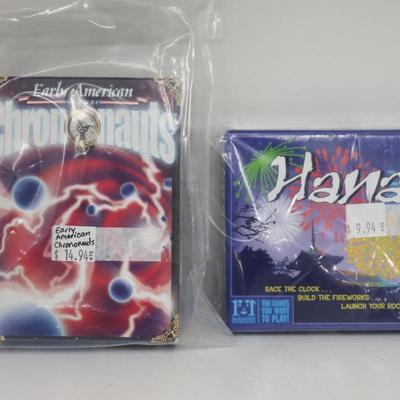 Early American
Chrononauts
Early
American
Chrononauts
$ 14.94
Hana
$ 9.94
RACE THE CLOCK . . .
BUILD THE FIREWORKS . . .
LAUNCH YOUR ROC
THE GAMES
YOU WANT
TO PLAY!